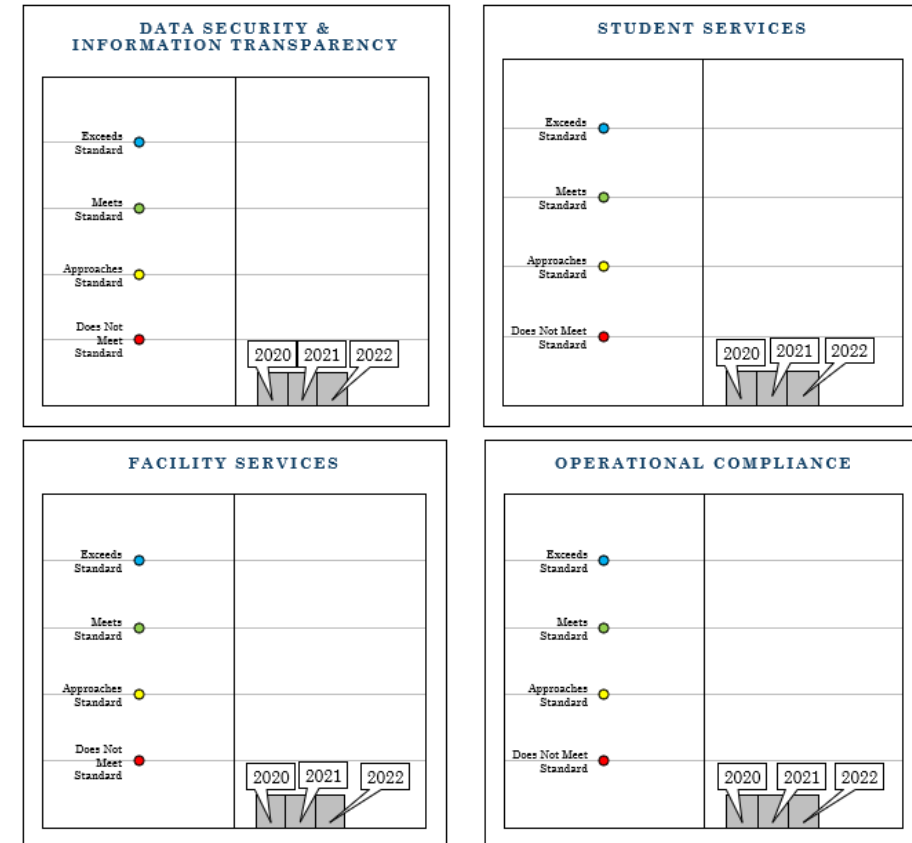 DATA SECURITY &
INFORMATION TRANSPARENCY
Exceeds
Standard
Meets
Standard
Approaches
Standard
Does Not
Meet
Standard
2020
2021
2022
STUDENT SERVICES
Exceeds
Standard
Meets
Standard
Approaches
Standard
Does Not Meet
Standard
2020
2021
2022
FACILITY SERVICES
Exceeds
Standard
Meets
Standard
Approaches
Standard
Does Not
Meet
Standard
2020
2021
2022
OPERATIONAL COMPLIANCE
Exceeds
Standard
Meets
Standard
Approaches
Standard
Does Not Meet
Standard
2020
2021
2022